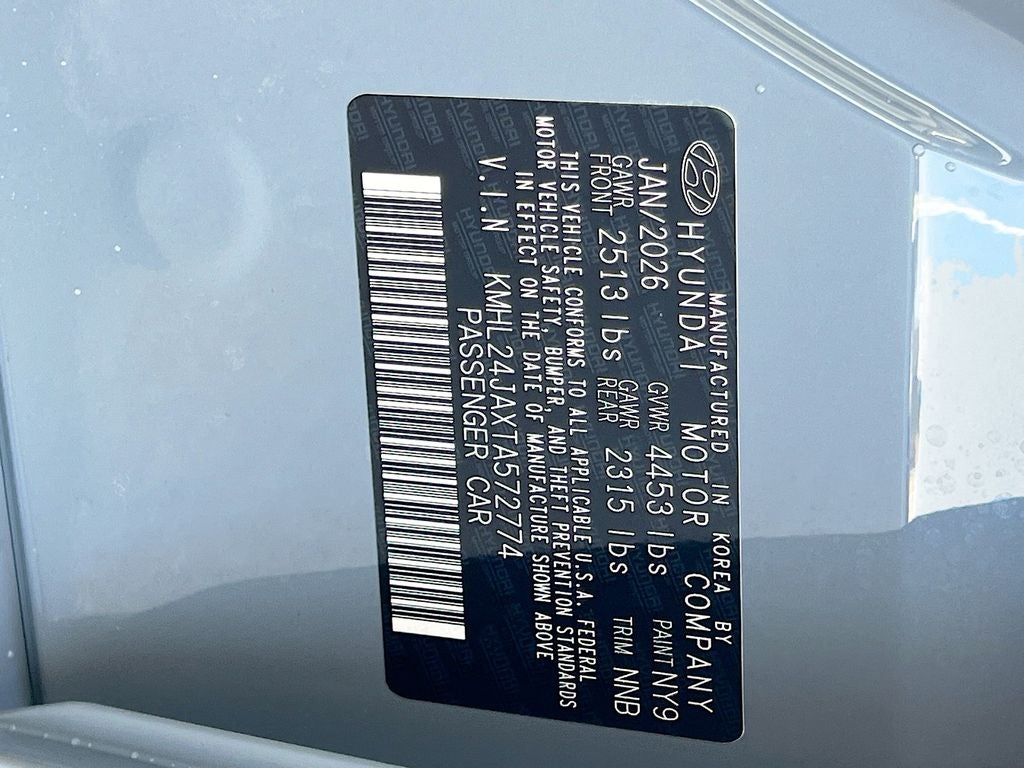 MANUFACTURED IN KOREA BY
HYUNDAI MOTOR COMPANY
JAN/2026 GVWR 4453 lbs PAINT NY9
GAWR FRONT 2513 lbs GAWR REAR 2315 lbs TRIM NNB
THIS VEHICLE CONFORMS TO ALL APPLICABLE U.S.A. FEDERAL
MOTOR VEHICLE SAFETY, BUMPER, AND THEFT PREVENTION STANDARDS
IN EFFECT ON THE DATE OF MANUFACTURE SHOWN ABOVE
V.I.N KMHL24JAXTA572774
PASSENGER CAR